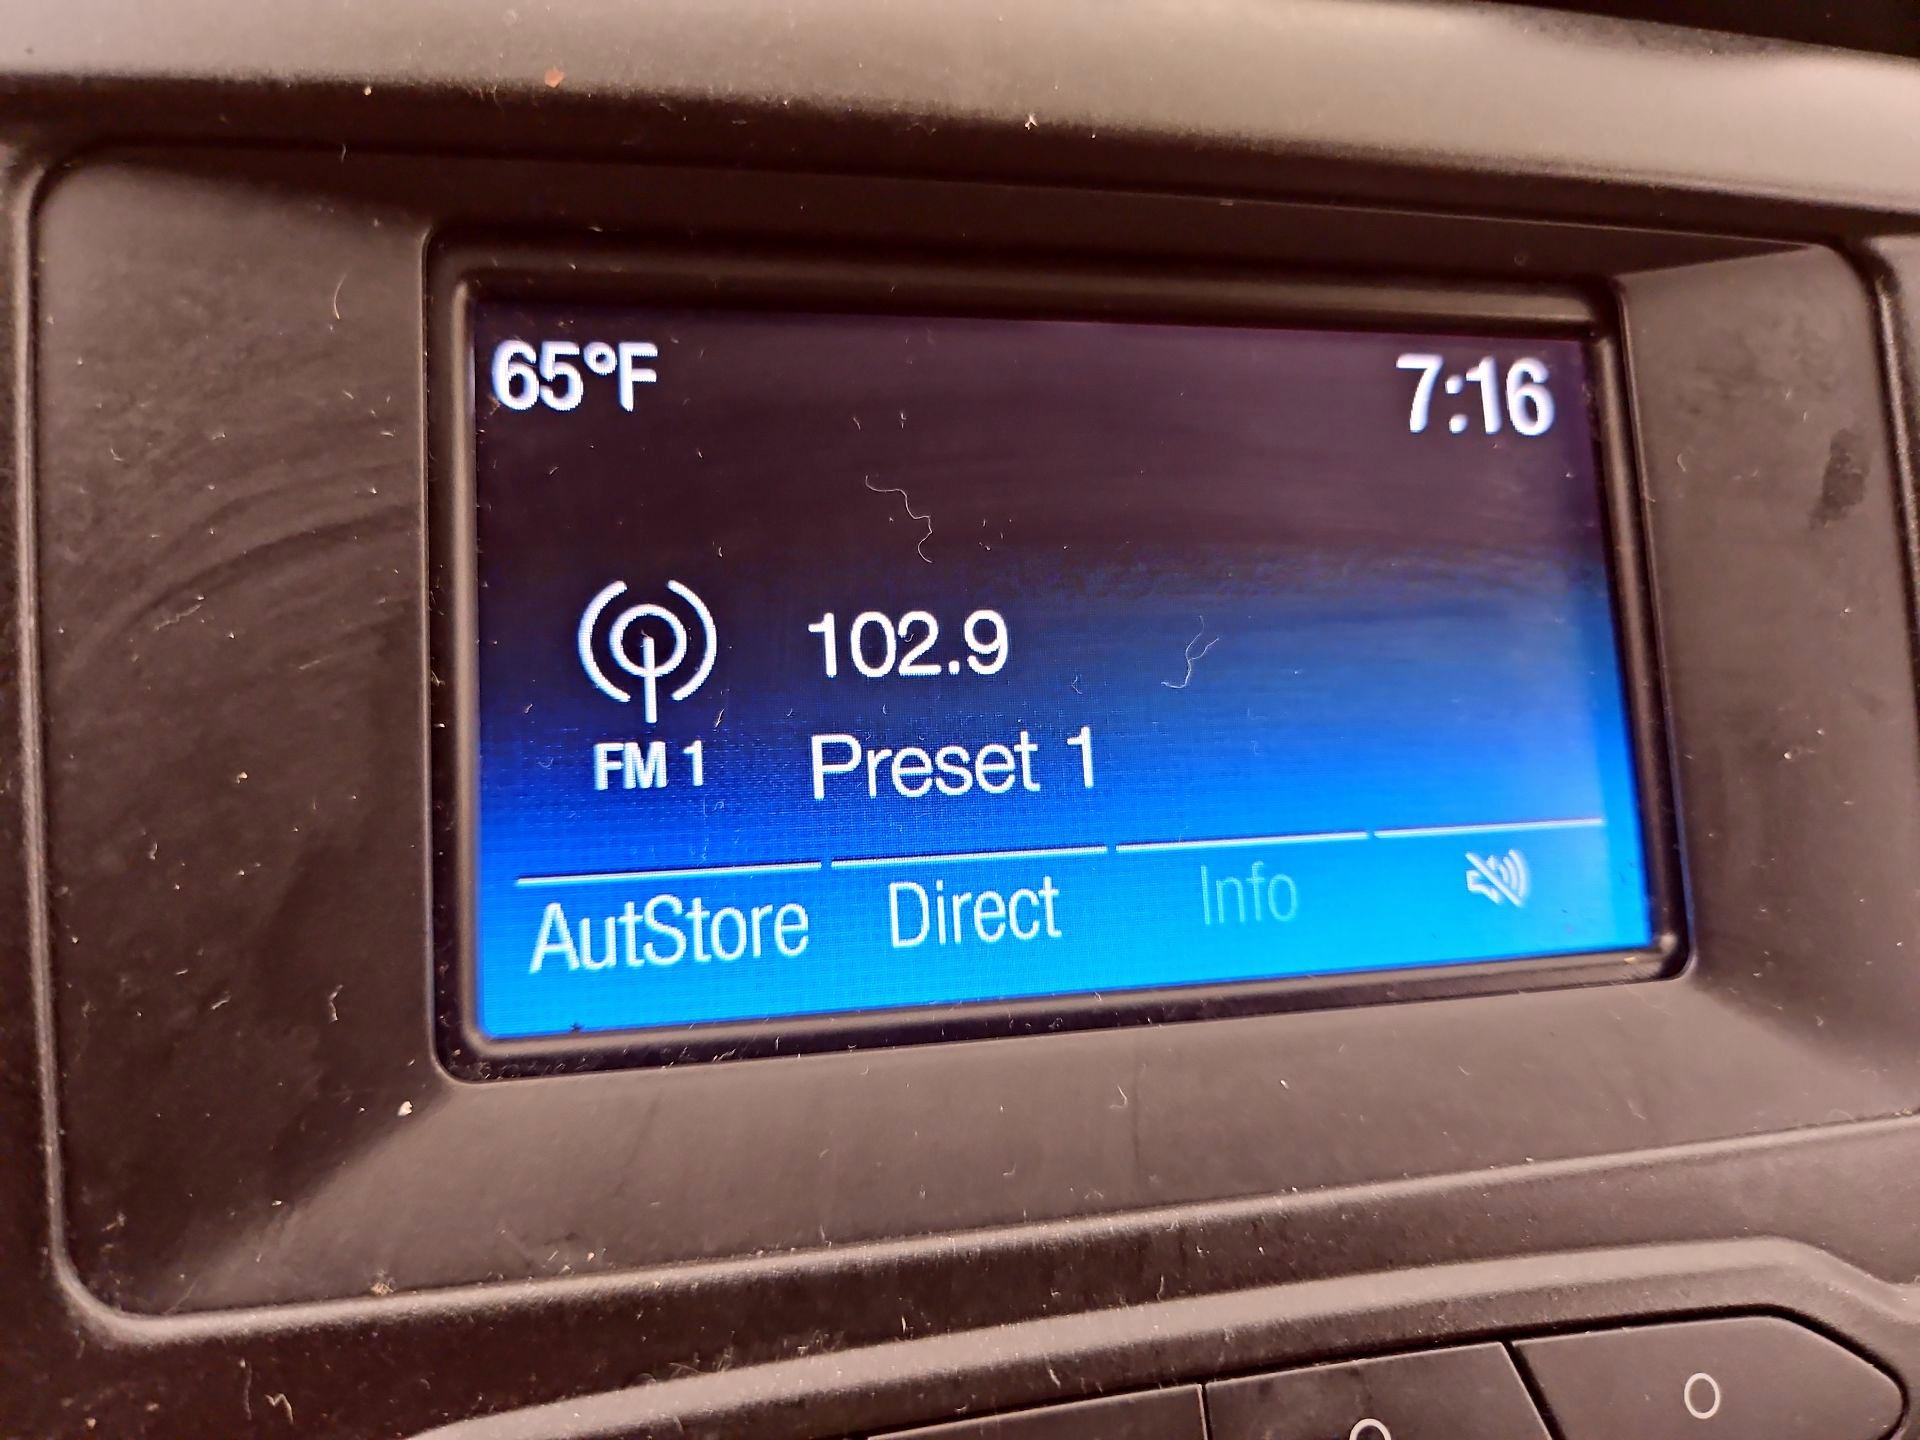 65°F
7:16
102.9
FM 1
Preset 1
AutStore
Direct
Info